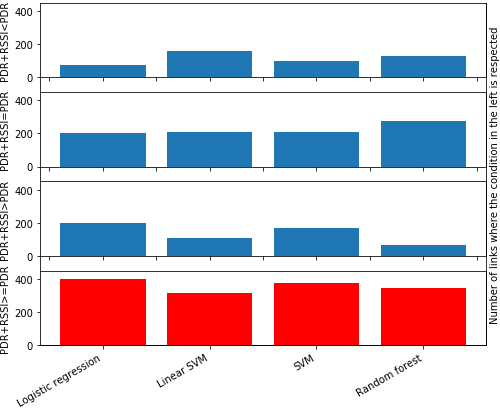 PDR+RSSI<PDR
400
200
0
PDR+RSSI=PDR
400
200
0
PDR+RSSI>PDR
400
200
0
PDR+RSSI>=PDR
400
200
0
Logistic regression
Linear SVM
SVM
Random forest
Number of links where the condition in the left is respected